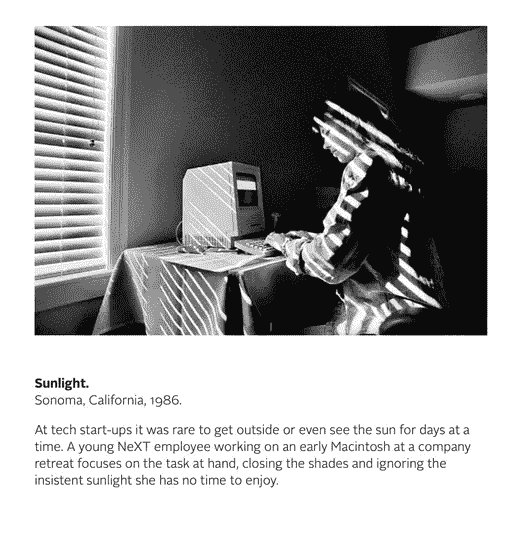 Sunlight.
Sonoma, California, 1986.
At tech start-ups it was rare to get outside or even see the sun for days at a
time. A young NeXT employee working on an early Macintosh at a company
retreat focuses on the task at hand, closing the shades and ignoring the
insistent sunlight she has no time to enjoy.